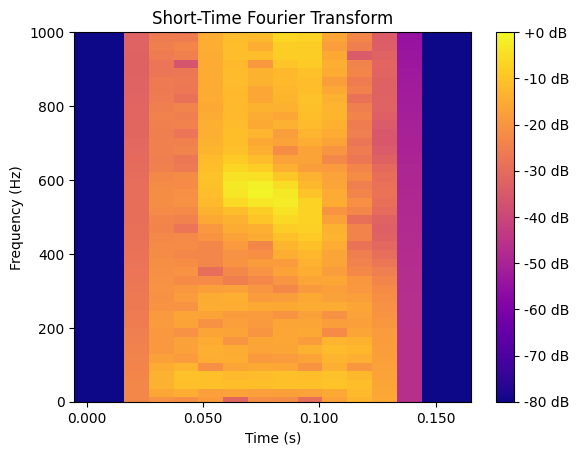 Short-Time Fourier Transform
1000
800
600
400
200
0
Frequency (Hz)
0.000
0.050
0.100
0.150
Time (s)
+0 dB
-10 dB
-20 dB
-30 dB
-40 dB
-50 dB
-60 dB
-70 dB
-80 dB